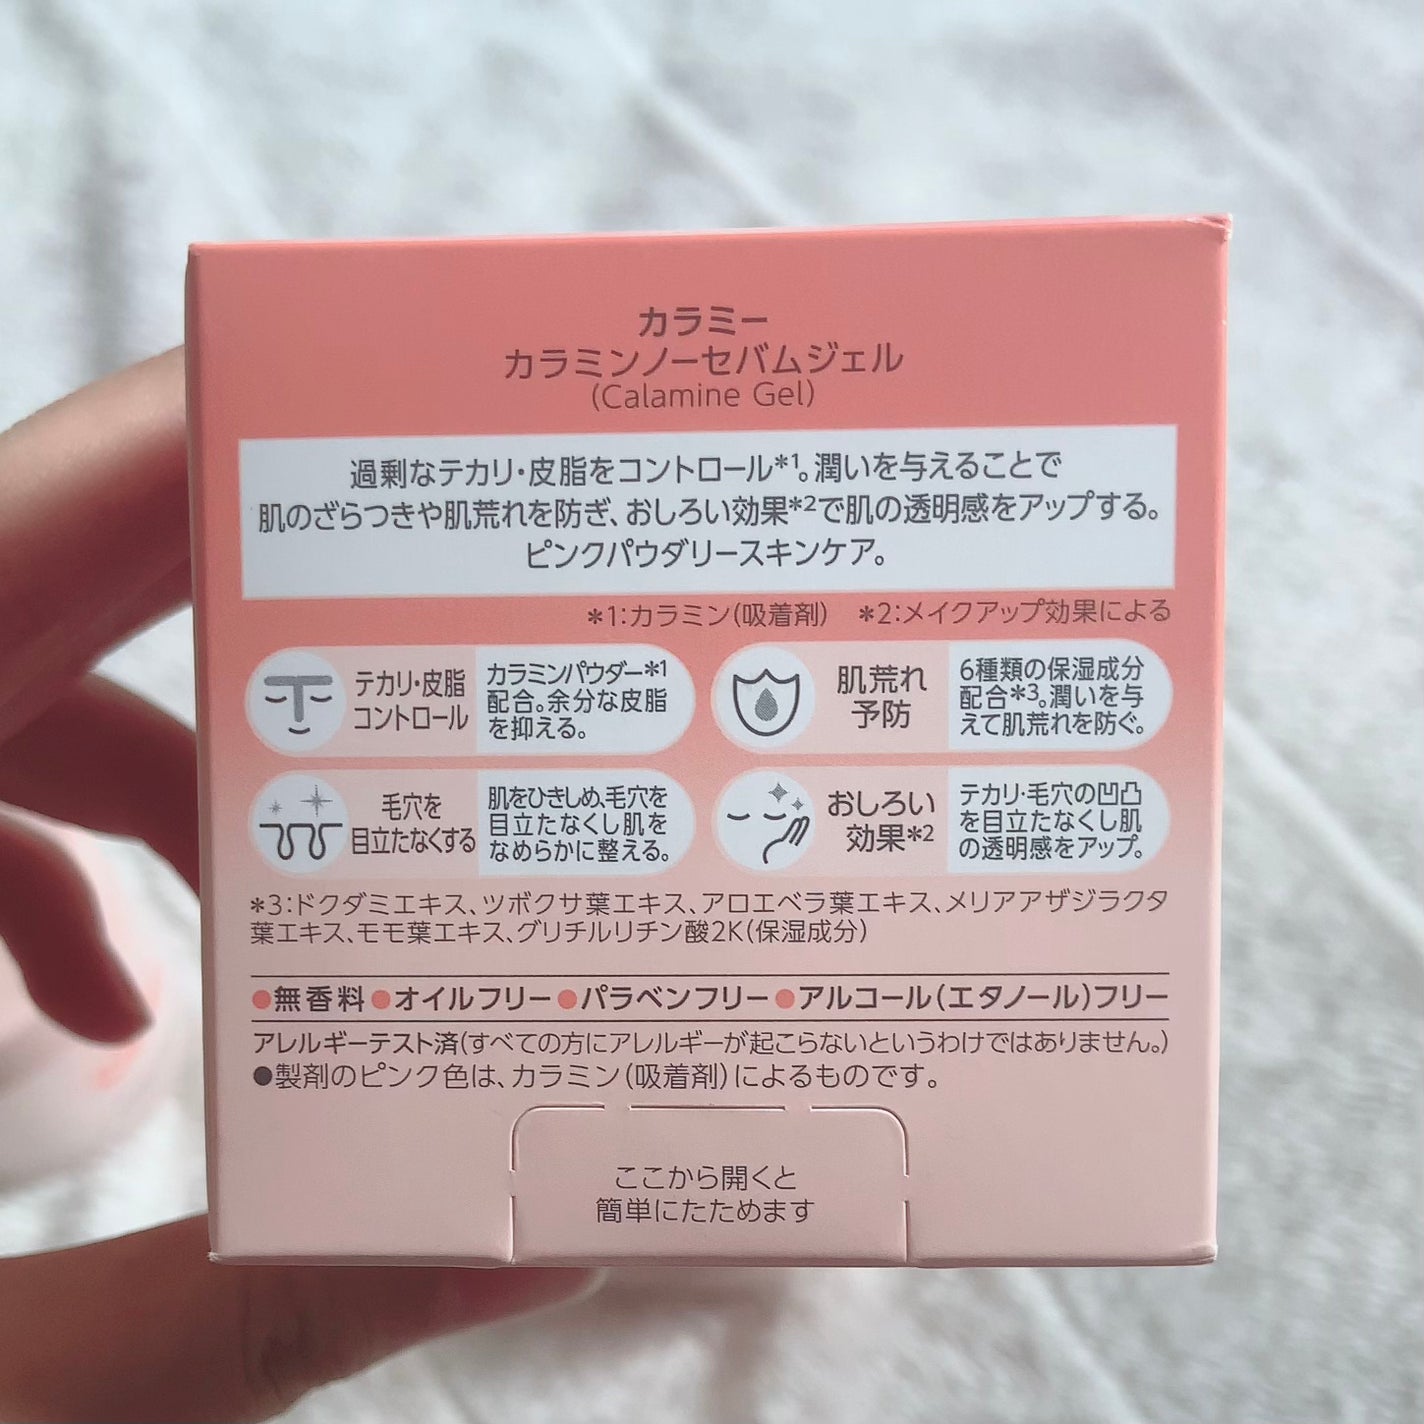 カラミー
カラミンノーセバムジェル
(Calamine Gel)
過剰なテカリ・皮脂をコントロール*1。潤いを与えることで
肌のざらつきや肌荒れを防ぎ、おしろい効果*2で肌の透明感をアップする。
ピンクパウダリースキンケア。
*1:カラミン(吸着剤) *2:メイクアップ効果による
テカリ・皮脂
コントロール
カラミンパウダー*1
配合。余分な皮脂
を抑える。
肌荒れ
予防
6種類の保湿成分
配合*3。潤いを与
えて肌荒れを防ぐ。
毛穴を
目立たなくする
肌をひきしめ、毛穴を
目立たなくし肌を
なめらかに整える。
おしろい
効果*2
テカリ・毛穴の凹凸
を目立たなくし肌
の透明感をアップ。
*3:ドクダミエキス、ツボクサ葉エキス、アロエベラ葉エキス、メリアアザジラクタ
葉エキス、モモ葉エキス、グリチルリチン酸2K(保湿成分)
●無香料●オイルフリー●パラベンフリー●アルコール(エタノール)フリー
アレルギーテスト済(すべての方にアレルギーが起こらないというわけではありません。)
●製剤のピンク色は、カラミン(吸着剤)によるものです。
ここから開くと
簡単にたためます